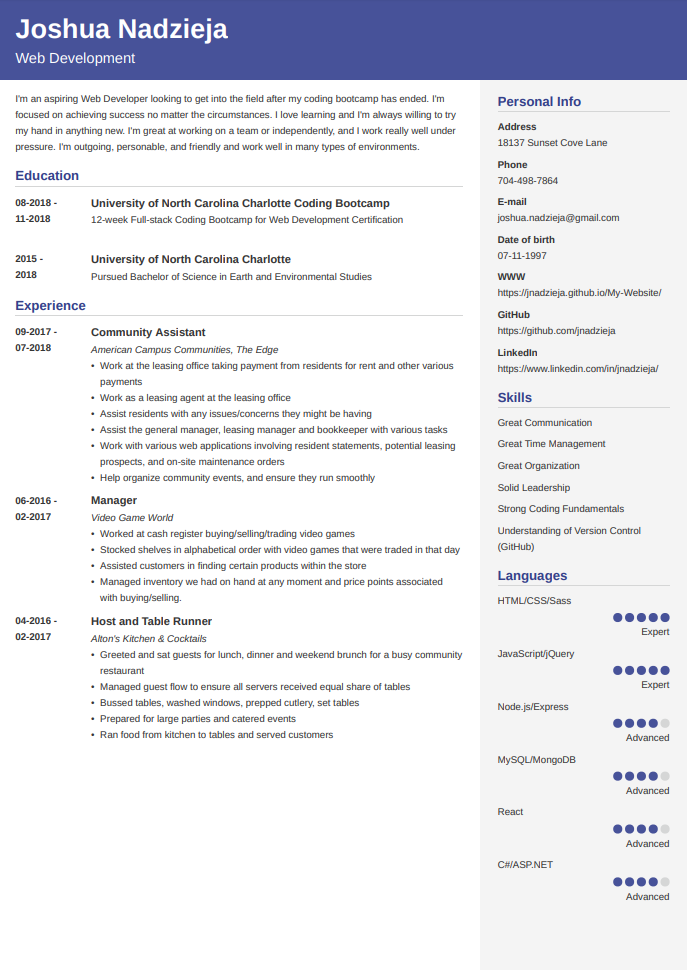 Joshua Nadzieja
Web Development
I'm an aspiring Web Developer looking to get into the field after my coding bootcamp has ended. I'm
focused on achieving success no matter the circumstances. I love learning and I'm always willing to try
my hand in anything new. I'm great at working on a team or independently, and I work really well under
pressure. I'm outgoing, personable, and friendly and work well in many types of environments.
Education
08-2018 -
11-2018
University of North Carolina Charlotte Coding Bootcamp
12-week Full-stack Coding Bootcamp for Web Development Certification
2015 -
2018
University of North Carolina Charlotte
Pursued Bachelor of Science in Earth and Environmental Studies
Experience
09-2017 -
07-2018
Community Assistant
American Campus Communities, The Edge
• Work at the leasing office taking payment from residents for rent and other various
payments
• Work as a leasing agent at the leasing office
• Assist residents with any issues/concerns they might be having
• Assist the general manager, leasing manager and bookkeeper with various tasks
• Work with various web applications involving resident statements, potential leasing
prospects, and on-site maintenance orders
• Help organize community events, and ensure they run smoothly
06-2016 -
02-2017
Manager
Video Game World
• Worked at cash register buying/selling/trading video games
• Stocked shelves in alphabetical order with video games that were traded in that day
• Assisted customers in finding certain products within the store
• Managed inventory we had on hand at any moment and price points associated
with buying/selling.
04-2016 -
02-2017
Host and Table Runner
Alton's Kitchen & Cocktails
• Greeted and sat guests for lunch, dinner and weekend brunch for a busy community
restaurant
• Managed guest flow to ensure all servers received equal share of tables
• Bussed tables, washed windows, prepped cutlery, set tables
• Prepared for large parties and catered events
• Ran food from kitchen to tables and served customers
Personal Info
Address
18137 Sunset Cove Lane
Phone
704-498-7864
E-mail
joshua.nadzieja@gmail.com
Date of birth
07-11-1997
WWW
https://jnadzieja.github.io/My-Website/
GitHub
https://github.com/jnadzieja
LinkedIn
https://www.linkedin.com/in/jnadzieja/
Skills
Great Communication
Great Time Management
Great Organization
Solid Leadership
Strong Coding Fundamentals
Understanding of Version Control
(GitHub)
Languages
HTML/CSS/Sass
Expert
JavaScript/jQuery
Expert
Node.js/Express
Advanced
MySQL/MongoDB
Advanced
React
Advanced
C#/ASP.NET
Advanced